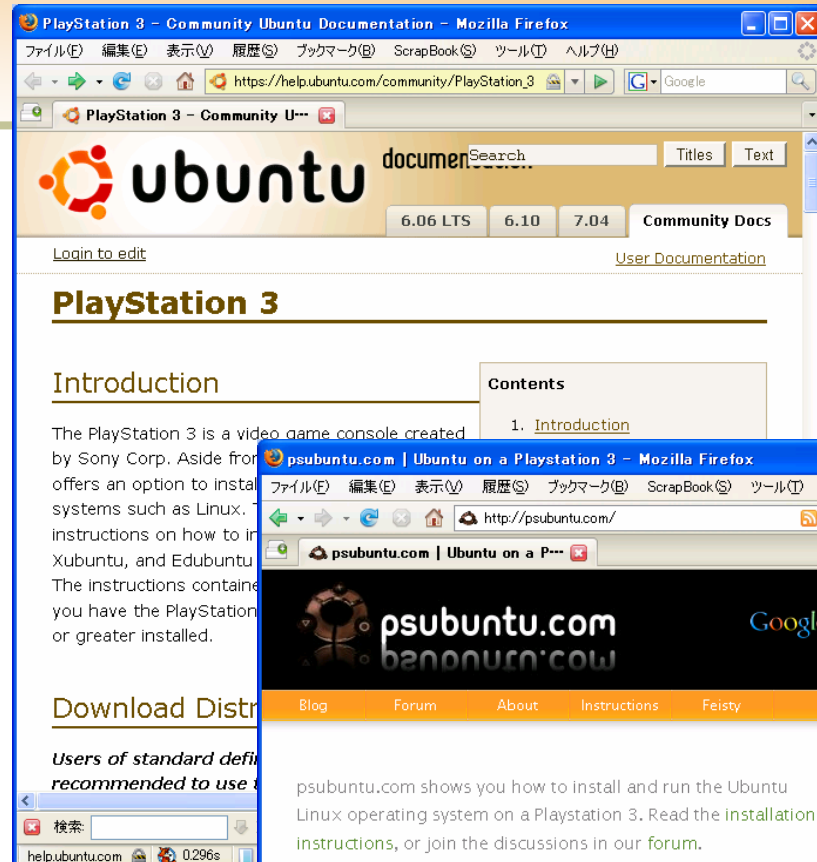 PlayStation 3 - Community Ubuntu Documentation - Mozilla Firefox
ファイル(F) 編集(E) 表示(V) 履歴(S) ブックマーク(B) ScrapBook(S) ツール(T) ヘルプ(H)
https://help.ubuntu.com/community/PlayStation_3 G Google
PlayStation 3 - Community U...
ubuntu documen Search Titles Text
6.06 LTS 6.10 7.04 Community Docs
Login to edit User Documentation
PlayStation 3
Introduction
Contents
1. Introduction
The PlayStation 3 is a video game console created
by Sony Corp. Aside from
offers an option to instal
systems such as Linux.
instructions on how to in
Xubuntu, and Edubuntu
The instructions containe
you have the PlayStation
or greater installed.
Download Distr
Users of standard defi
recommended to use t
検索:
help.ubuntu.com 0.296s
psubuntu.com | Ubuntu on a Playstation 3 - Mozilla Firefox
ファイル(F) 編集(E) 表示(V) 履歴(S) ブックマーク(B) ScrapBook(S) ツール(T)
http://psubuntu.com/
psubuntu.com | Ubuntu on a P...
psubuntu.com Googl
Blog Forum About Instructions Feisty
psubuntu.com shows you how to install and run the Ubuntu
Linux operating system on a Playstation 3. Read the installation
instructions, or join the discussions in our forum.